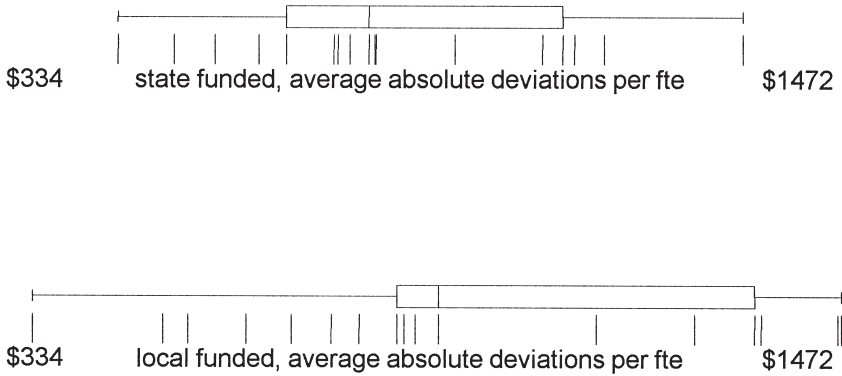 $334 state funded, average absolute deviations per fte $1472
$334 local funded, average absolute deviations per fte $1472